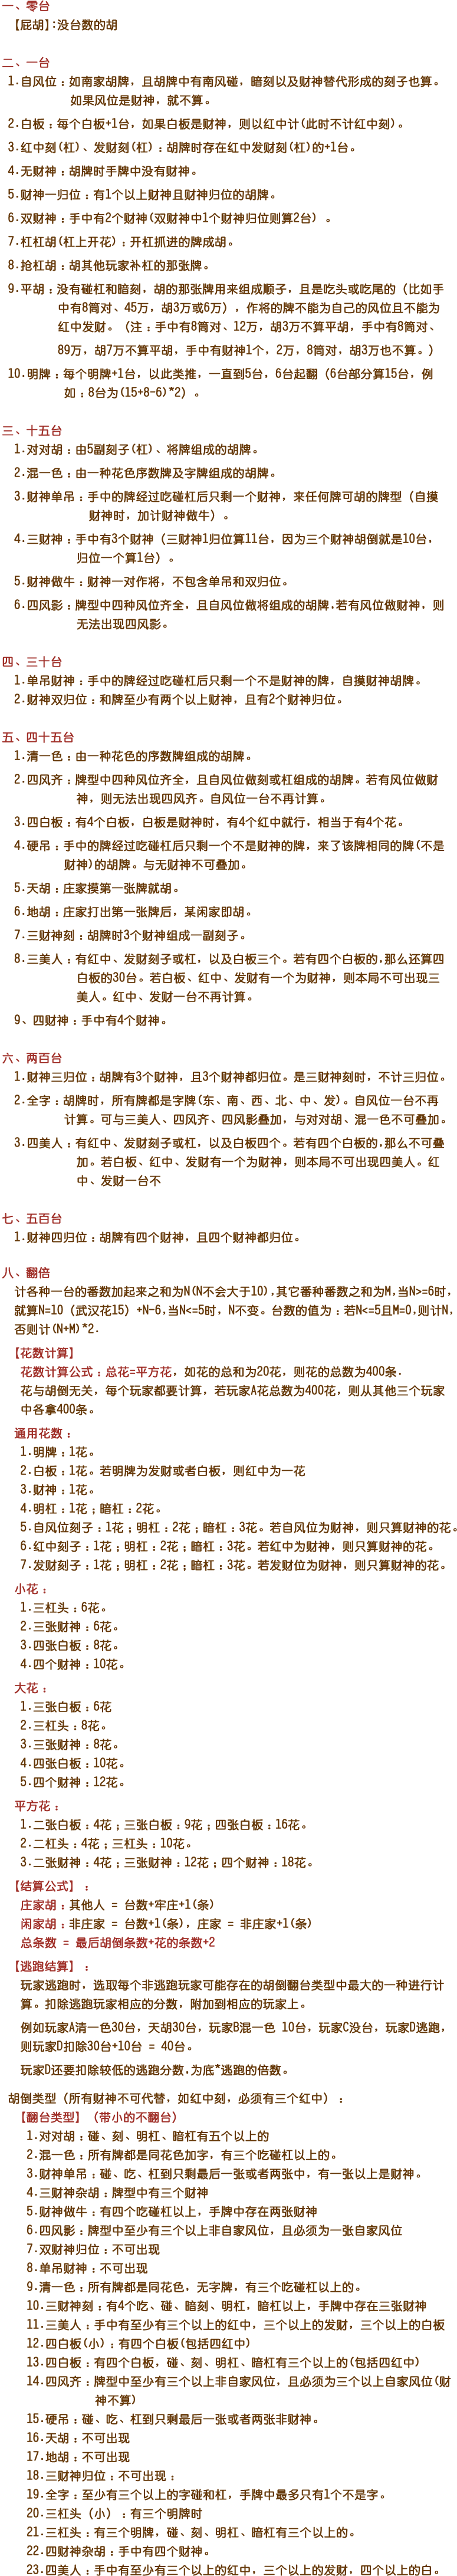 一、零台
【屁胡】:没台数的胡
二、一台
1.自风位：如南家胡牌，且胡牌中有南风碰，暗刻以及财神替代形成的刻子也算。
如果风位是财神，就不算。
2.白板：每个白板+1台，如果白板是财神，则以红中计(此时不计红中刻)。
3.红中刻(杠)、发财刻(杠)：胡牌时存在红中发财刻(杠)的+1台。
4.无财神：胡牌时手牌中没有财神。
5.财神一归位：有1个以上财神且财神归位的胡牌。
6.双财神：手中有2个财神(双财神中1个财神归位则算2台) 。
7.杠杠胡(杠上开花)：开杠抓进的牌成胡。
8.抢杠胡：胡其他玩家补杠的那张牌。
9.平胡：没有碰杠和暗刻，胡的那张牌用来组成顺子，且是吃头或吃尾的（比如手
中有8筒对、45万，胡3万或6万），作将的牌不能为自己的风位且不能为
红中发财。（注：手中有8筒对、12万，胡3万不算平胡，手中有8筒对、
89万，胡7万不算平胡，手中有财神1个，2万，8筒对，胡3万也不算。）
10.明牌：每个明牌+1台，以此类推，一直到5台，6台起翻（6台部分算15台，例
如：8台为(15+8-6)*2）。
三、十五台
1.对对胡：由5副刻子(杠)、将牌组成的胡牌。
2.混一色：由一种花色序数牌及字牌组成的胡牌。
3.财神单吊：手中的牌经过吃碰杠后只剩一个财神，来任何牌可胡的牌型（自摸
财神时，加计财神做牛）。
4.三财神：手中有3个财神（三财神1归位算11台，因为三个财神胡倒就是10台，
归位一个算1台）。
5.财神做牛：财神一对作将，不包含单吊和双归位。
6.四风影：牌型中四种风位齐全，且自风位做将组成的胡牌,若有风位做财神，则
无法出现四风影。
四、三十台
1.单吊财神：手中的牌经过吃碰杠后只剩一个不是财神的牌，自摸财神胡牌。
2.财神双归位：和牌至少有两个以上财神，且有2个财神归位。
五、四十五台
1.清一色：由一种花色的序数牌组成的胡牌。
2.四风齐：牌型中四种风位齐全，且自风位做刻或杠组成的胡牌。若有风位做财
神，则无法出现四风齐。自风位一台不再计算。
3.四白板：有4个白板，白板是财神时，有4个红中就行，相当于有4个花。
4.硬吊：手中的牌经过吃碰杠后只剩一个不是财神的牌，来了该牌相同的牌(不是
财神)的胡牌。与无财神不可叠加。
5.天胡：庄家摸第一张牌就胡。
6.地胡：庄家打出第一张牌后，某闲家即胡。
7.三财神刻：胡牌时3个财神组成一副刻子。
8.三美人：有红中、发财刻子或杠，以及白板三个。若有四个白板的,那么还算四
白板的30台。若白板、红中、发财有一个为财神，则本局不可出现三
美人。红中、发财一台不再计算。
9、四财神：手中有4个财神。
六、两百台
1.财神三归位：胡牌有3个财神，且3个财神都归位。是三财神刻时，不计三归位。
2.全字：胡牌时，所有牌都是字牌(东、南、西、北、中、发)。自风位一台不再
计算。可与三美人、四风齐、四风影叠加，与对对胡、混一色不可叠加。
3.四美人：有红中、发财刻子或杠，以及白板四个。若有四个白板的,那么不可叠
加。若白板、红中、发财有一个为财神，则本局不可出现四美人。红
中、发财一台不
七、五百台
1.财神四归位：胡牌有四个财神，且四个财神都归位。
八、翻倍
计各种一台的番数加起来之和为N(N不会大于10),其它番种番数之和为M,当N>=6时，
就算N=10（武汉花15）+N-6,当N<=5时，N不变。台数的值为：若N<=5且M=0,则计N,
否则计(N+M)*2.
【花数计算】
花数计算公式：总花=平方花，如花的总和为20花，则花的总数为400条.
花与胡倒无关，每个玩家都要计算，若玩家A花总数为400花，则从其他三个玩家
中各拿400条。
通用花数：
1.明牌：1花。
2.白板：1花。若明牌为发财或者白板，则红中为一花
3.财神：1花。
4.明杠：1花；暗杠：2花。
5.自风位刻子：1花；明杠：2花；暗杠：3花。若自风位为财神，则只算财神的花。
6.红中刻子：1花；明杠：2花；暗杠：3花。若红中为财神，则只算财神的花。
7.发财刻子：1花；明杠：2花；暗杠：3花。若发财位为财神，则只算财神的花。
小花：
1.三杠头：6花。
2.三张财神：6花。
3.四张白板：8花。
4.四个财神：10花。
大花：
1.三张白板：6花
2.三杠头：8花。
3.三张财神：8花。
4.四张白板：10花。
5.四个财神：12花。
平方花：
1.二张白板：4花；三张白板：9花；四张白板：16花。
2.二杠头：4花；三杠头：10花。
3.二张财神：4花；三张财神：12花；四个财神：18花。
【结算公式】：
庄家胡：其他人 = 台数+牢庄+1(条)
闲家胡：非庄家 = 台数+1(条)，庄家 = 非庄家+1(条)
总条数 = 最后胡倒条数+花的条数+2
【逃跑结算】：
玩家逃跑时，选取每个非逃跑玩家可能存在的胡倒翻台类型中最大的一种进行计
算。扣除逃跑玩家相应的分数，附加到相应的玩家上。
例如玩家A清一色30台，天胡30台，玩家B混一色 10台，玩家C没台，玩家D逃跑，
则玩家D扣除30台+10台 = 40台。
玩家D还要扣除较低的逃跑分数,为底*逃跑的倍数。
胡倒类型（所有财神不可代替，如红中刻，必须有三个红中）：
【翻台类型】（带小的不翻台）
1.对对胡：碰、刻、明杠、暗杠有五个以上的
2.混一色：所有牌都是同花色加字，有三个吃碰杠以上的。
3.财神单吊：碰、吃、杠到只剩最后一张或者两张中，有一张以上是财神。
4.三财神杂胡：牌型中有三个财神
5.财神做牛：有四个吃碰杠以上，手牌中存在两张财神
6.四风影：牌型中至少有三个以上非自家风位，且必须为一张自家风位
7.双财神归位：不可出现
8.单吊财神：不可出现
9.清一色：所有牌都是同花色，无字牌，有三个吃碰杠以上的。
10.三财神刻：有4个吃、碰、暗刻、明杠，暗杠以上，手牌中存在三张财神
11.三美人：手中有至少有三个以上的红中，三个以上的发财，三个以上的白板
12.四白板(小)：有四个白板(包括四红中)
13.四白板：有四个白板，碰、刻、明杠、暗杠有三个以上的(包括四红中)
14.四风齐：牌型中至少有三个以上非自家风位，且必须为三个以上自家风位(财
神不算)
15.硬吊：碰、吃、杠到只剩最后一张或者两张非财神。
16.天胡：不可出现
17.地胡：不可出现
18.三财神归位：不可出现：
19.全字：至少有三个以上的字碰和杠，手牌中最多只有1个不是字。
20.三杠头（小）：有三个明牌时
21.三杠头：有三个明牌，碰、刻、明杠、暗杠有三个以上的。
22.四财神杂胡：手中有四个财神。
23.四美人：手中有至少有三个以上的红中，三个以上的发财，四个以上的白。